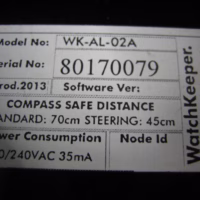 Model No: WK-AL-02A
Serial No: 80170079
rod.2013 Software Ver:
COMPASS SAFE DISTANCE
ANDARD: 70cm STEERING: 45cm
wer Consumption Node Id
0/240VAC 35mA
WatchKeeper.